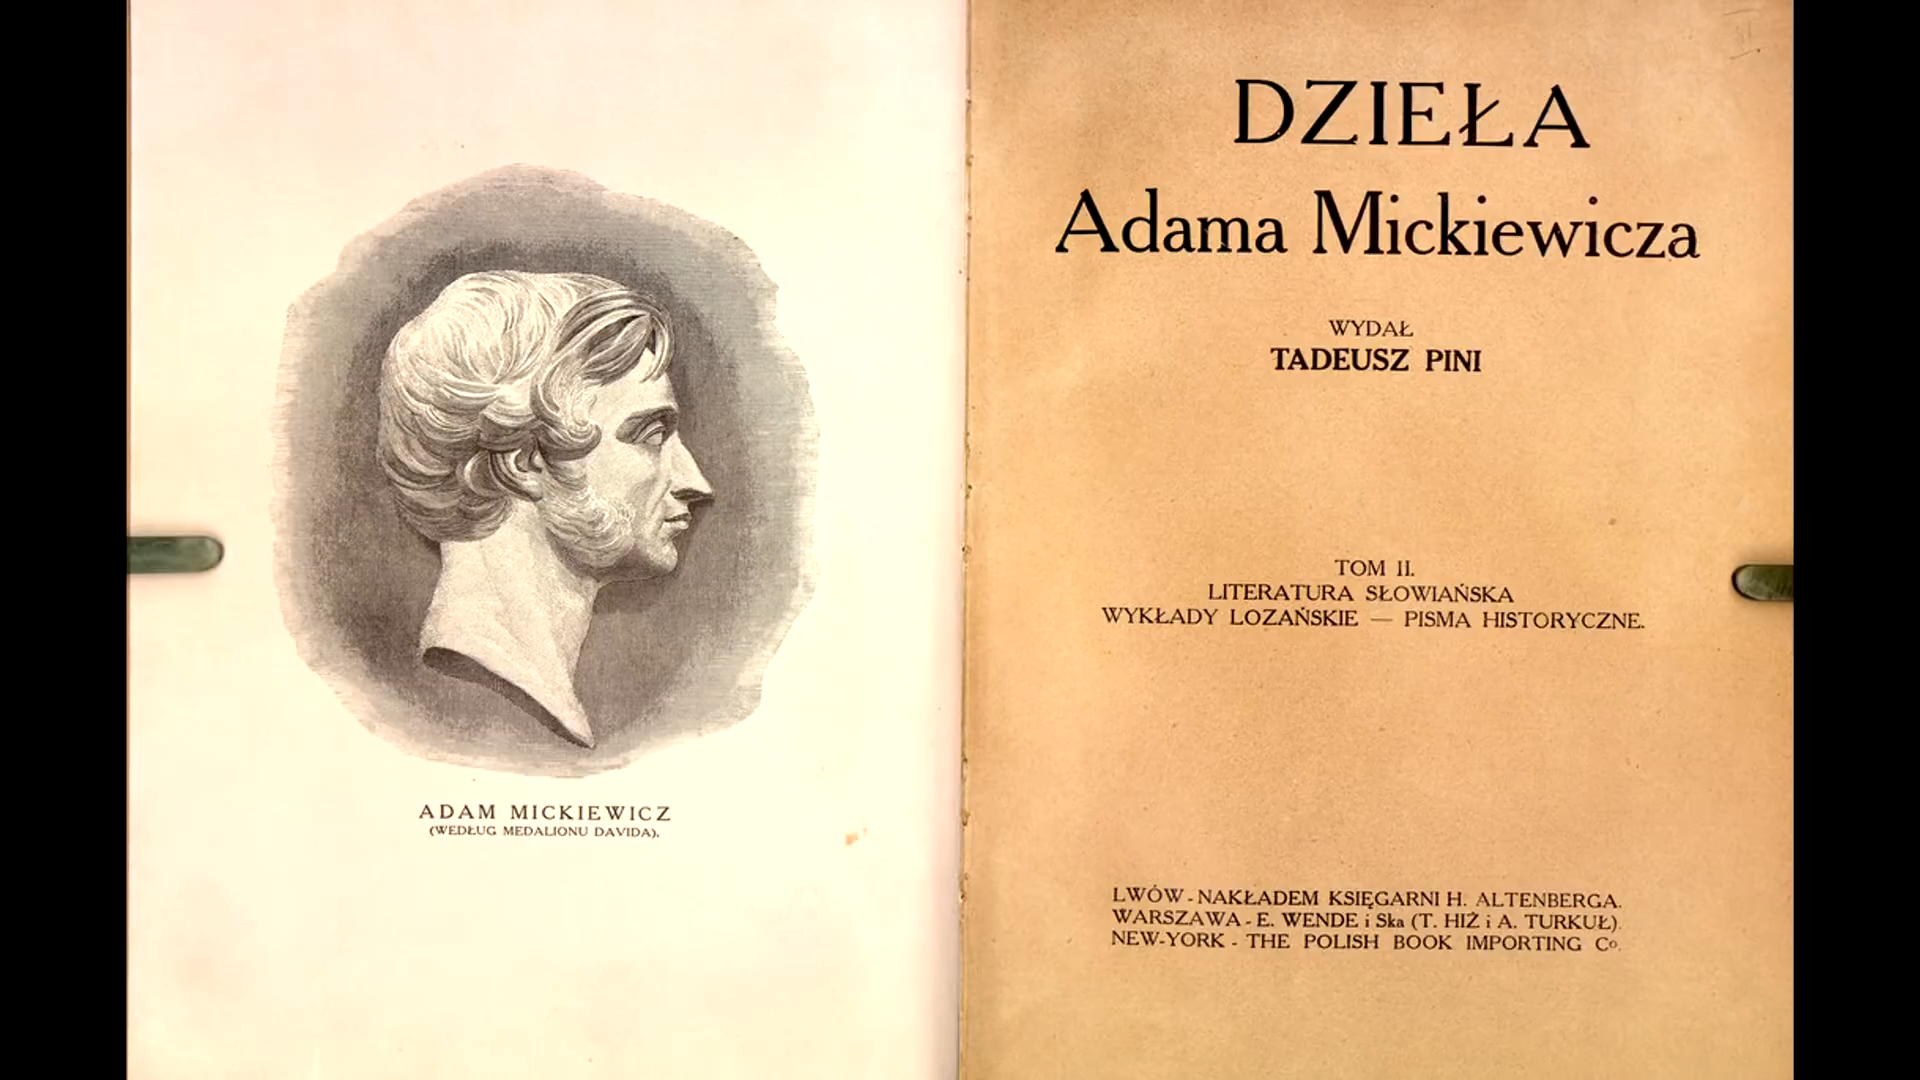 ADAM MICKIEWICZ
(WEDŁUG MEDALIONU DAVIDA).
DZIEŁA
Adama Mickiewicza
WYDAŁ
TADEUSZ PINI
TOM II.
LITERATURA SŁOWIAŃSKA
WYKŁADY LOZAŃSKIE — PISMA HISTORYCZNE.
LWÓW - NAKŁADEM KSIĘGARNI H. ALTENBERGA.
WARSZAWA - E. WENDE i Ska (T. HIŻ i A. TURKUŁ).
NEW-YORK - THE POLISH BOOK IMPORTING Co.